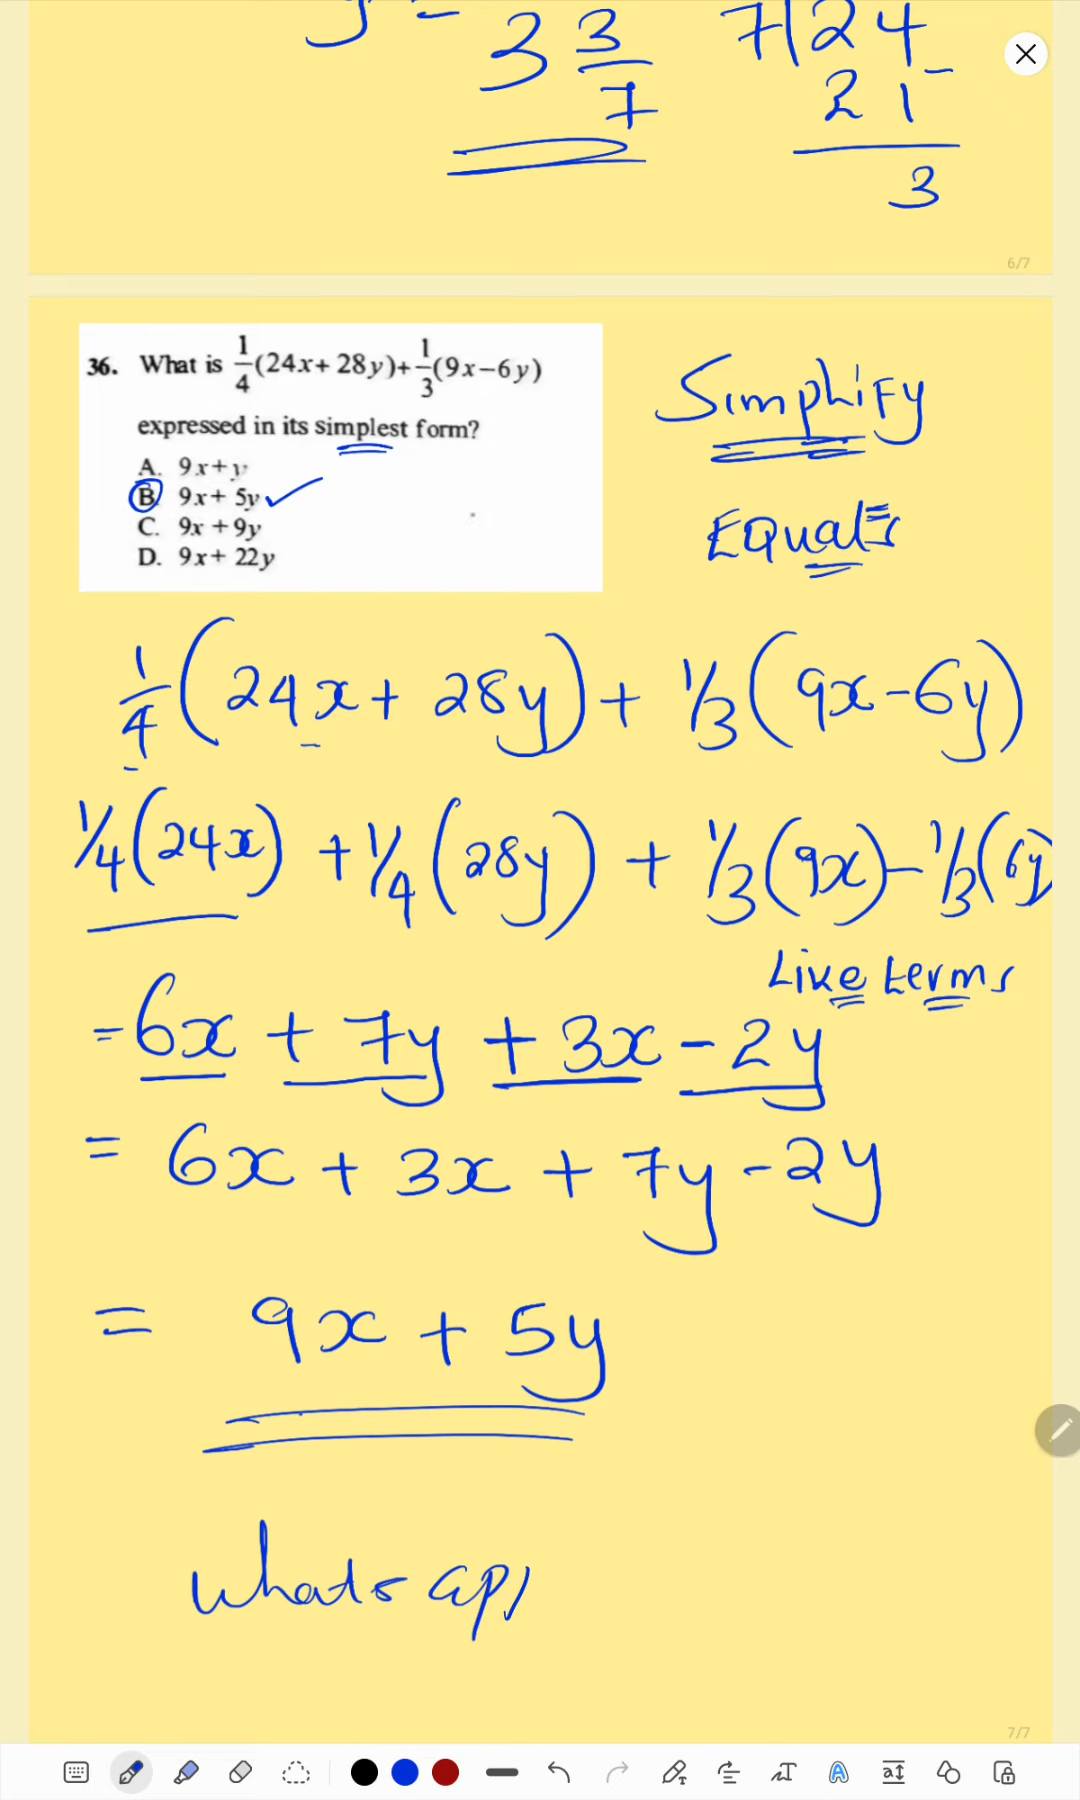 y = 3 3/7 7|24
21
3
6/7
36. What is 1/4(24x+28y)+1/3(9x−6y)
expressed in its simplest form?
A. 9x+y
B. 9x+ 5y
C. 9x +9y
D. 9x+ 22y
Simplify
Equals
1/4(24x+ 28y)+ 1/3(9x-6y)
1/4(24x) +1/4(28y) + 1/3(9x)-1/3(6y)
Like terms
=6x + 7y + 3x - 2y
= 6x + 3x + 7y -2y
= 9x + 5y
whatsap
7/7